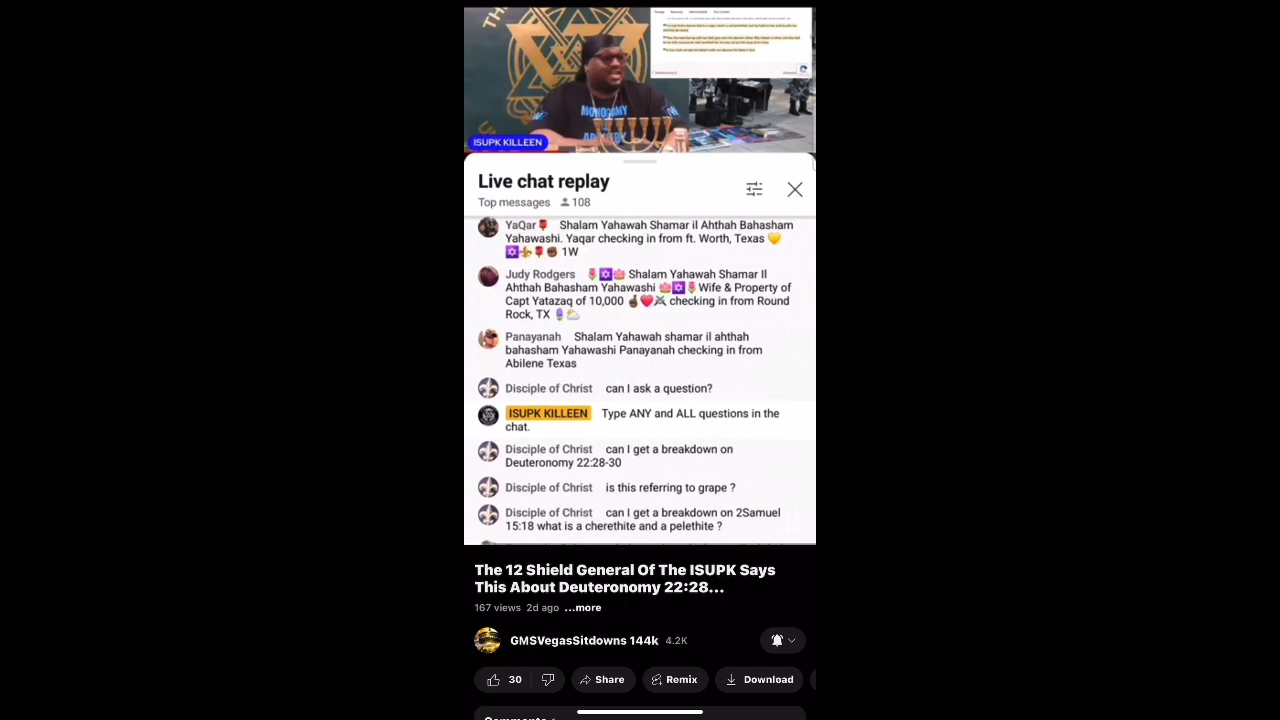 TH
MONOGAMY
ISUPK KILLEEN
Live chat replay
Top messages 108
YaQar Shalam Yahawah Shamar il Ahthah Bahasham
Yahawashi. Yaqar checking in from ft. Worth, Texas 💛
🔯⚜️🌹✊🏿 1W
Judy Rodgers 🌷🔯🪷 Shalam Yahawah Shamar Il
Ahthah Bahasham Yahawashi 🪷🔯🌷Wife & Property of
Capt Yatazaq of 10,000 ☝🏿❤️⚔️ checking in from Round
Rock, TX 🪻🌥️
Panayanah Shalam Yahawah shamar il ahthah
bahasham Yahawashi Panayanah checking in from
Abilene Texas
Disciple of Christ can I ask a question?
ISUPK KILLEEN Type ANY and ALL questions in the
chat.
Disciple of Christ can I get a breakdown on
Deuteronomy 22:28-30
Disciple of Christ is this referring to grape ?
Disciple of Christ can I get a breakdown on 2Samuel
15:18 what is a cherethite and a pelethite ?
The 12 Shield General Of The ISUPK Says
This About Deuteronomy 22:28...
167 views 2d ago ...more
GMSVegasSitdowns 144k 4.2K
30 Share Remix Download
Comments